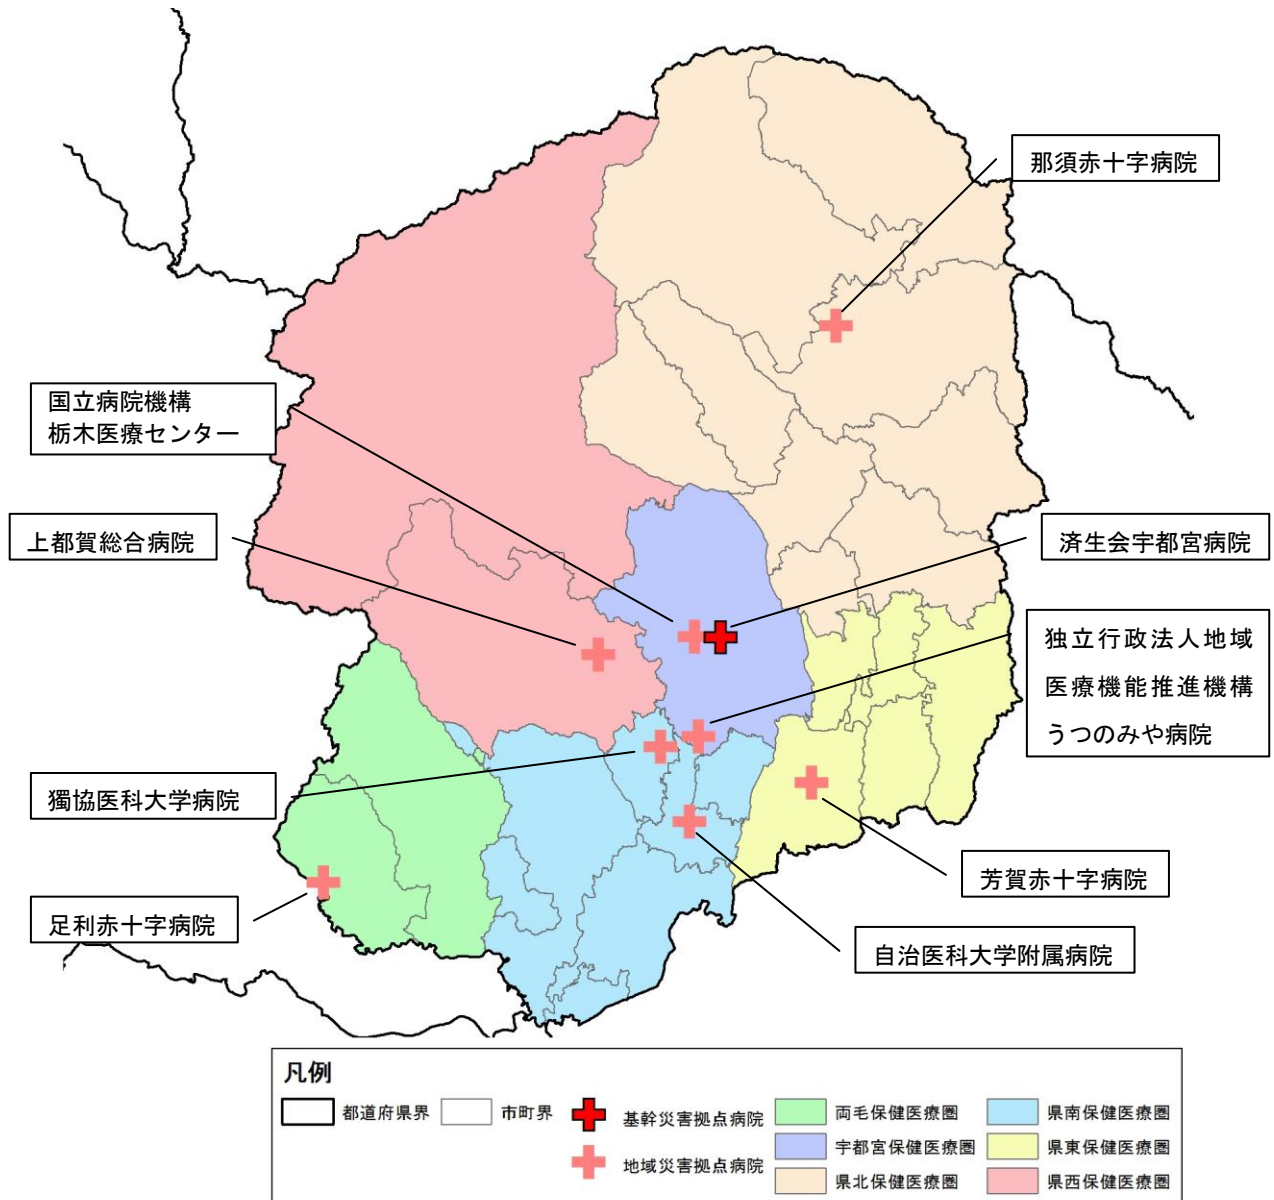 那須赤十字病院
国立病院機構
栃木医療センター
上都賀総合病院
済生会宇都宮病院
独立行政法人地域
医療機能推進機構
うつのみや病院
獨協医科大学病院
芳賀赤十字病院
足利赤十字病院
自治医科大学附属病院
凡例
都道府県界
市町界
基幹災害拠点病院
地域災害拠点病院
両毛保健医療圏
宇都宮保健医療圏
県北保健医療圏
県南保健医療圏
県東保健医療圏
県西保健医療圏